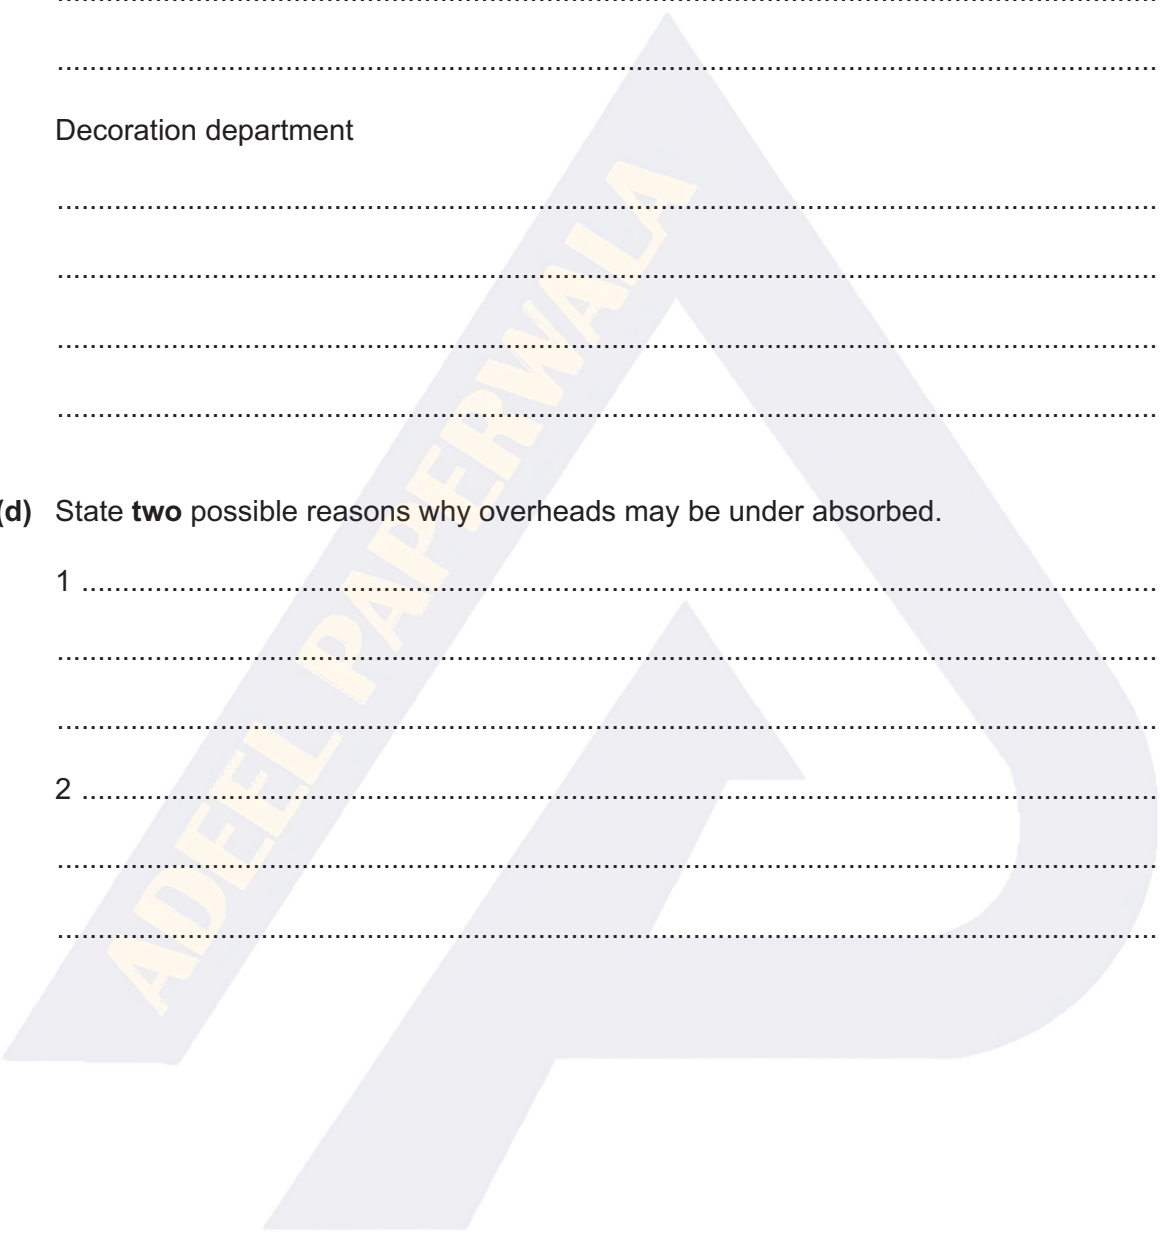 Decoration department
(d) State two possible reasons why overheads may be under absorbed.
1
2
ADEEL PAPERWALA